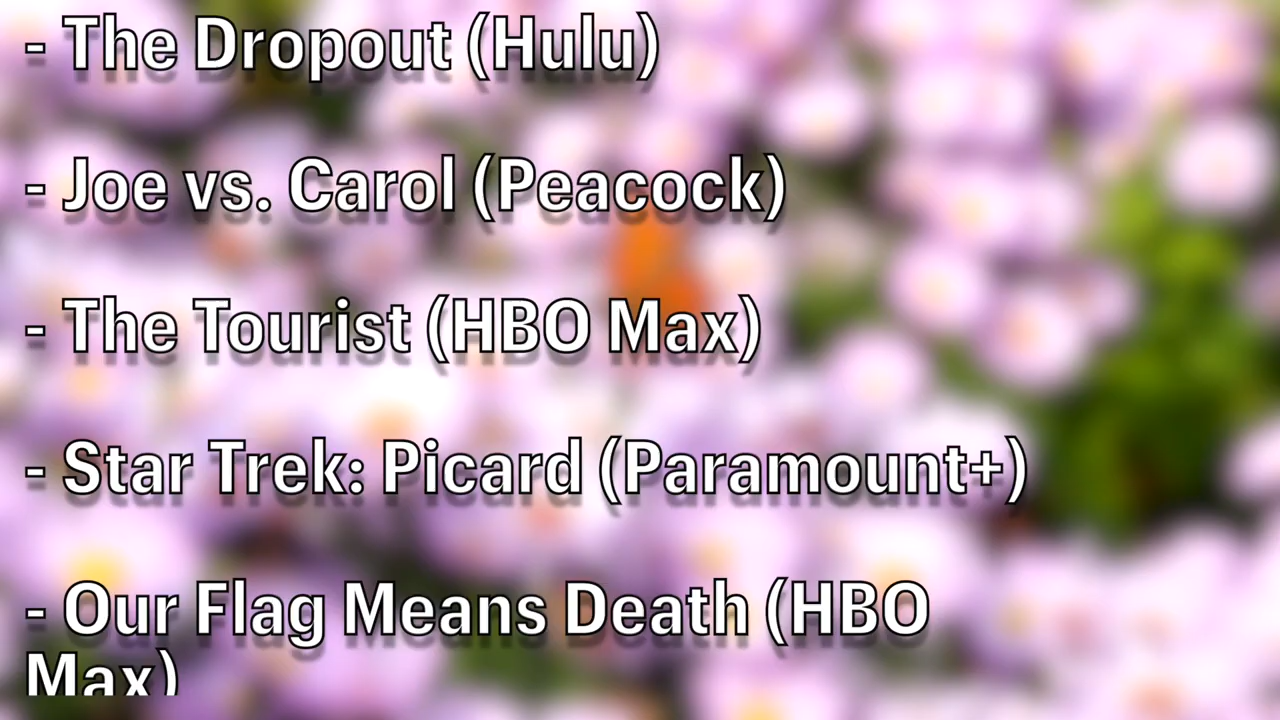 - The Dropout (Hulu)
- Joe vs. Carol (Peacock)
- The Tourist (HBO Max)
- Star Trek: Picard (Paramount+)
- Our Flag Means Death (HBO
Max)